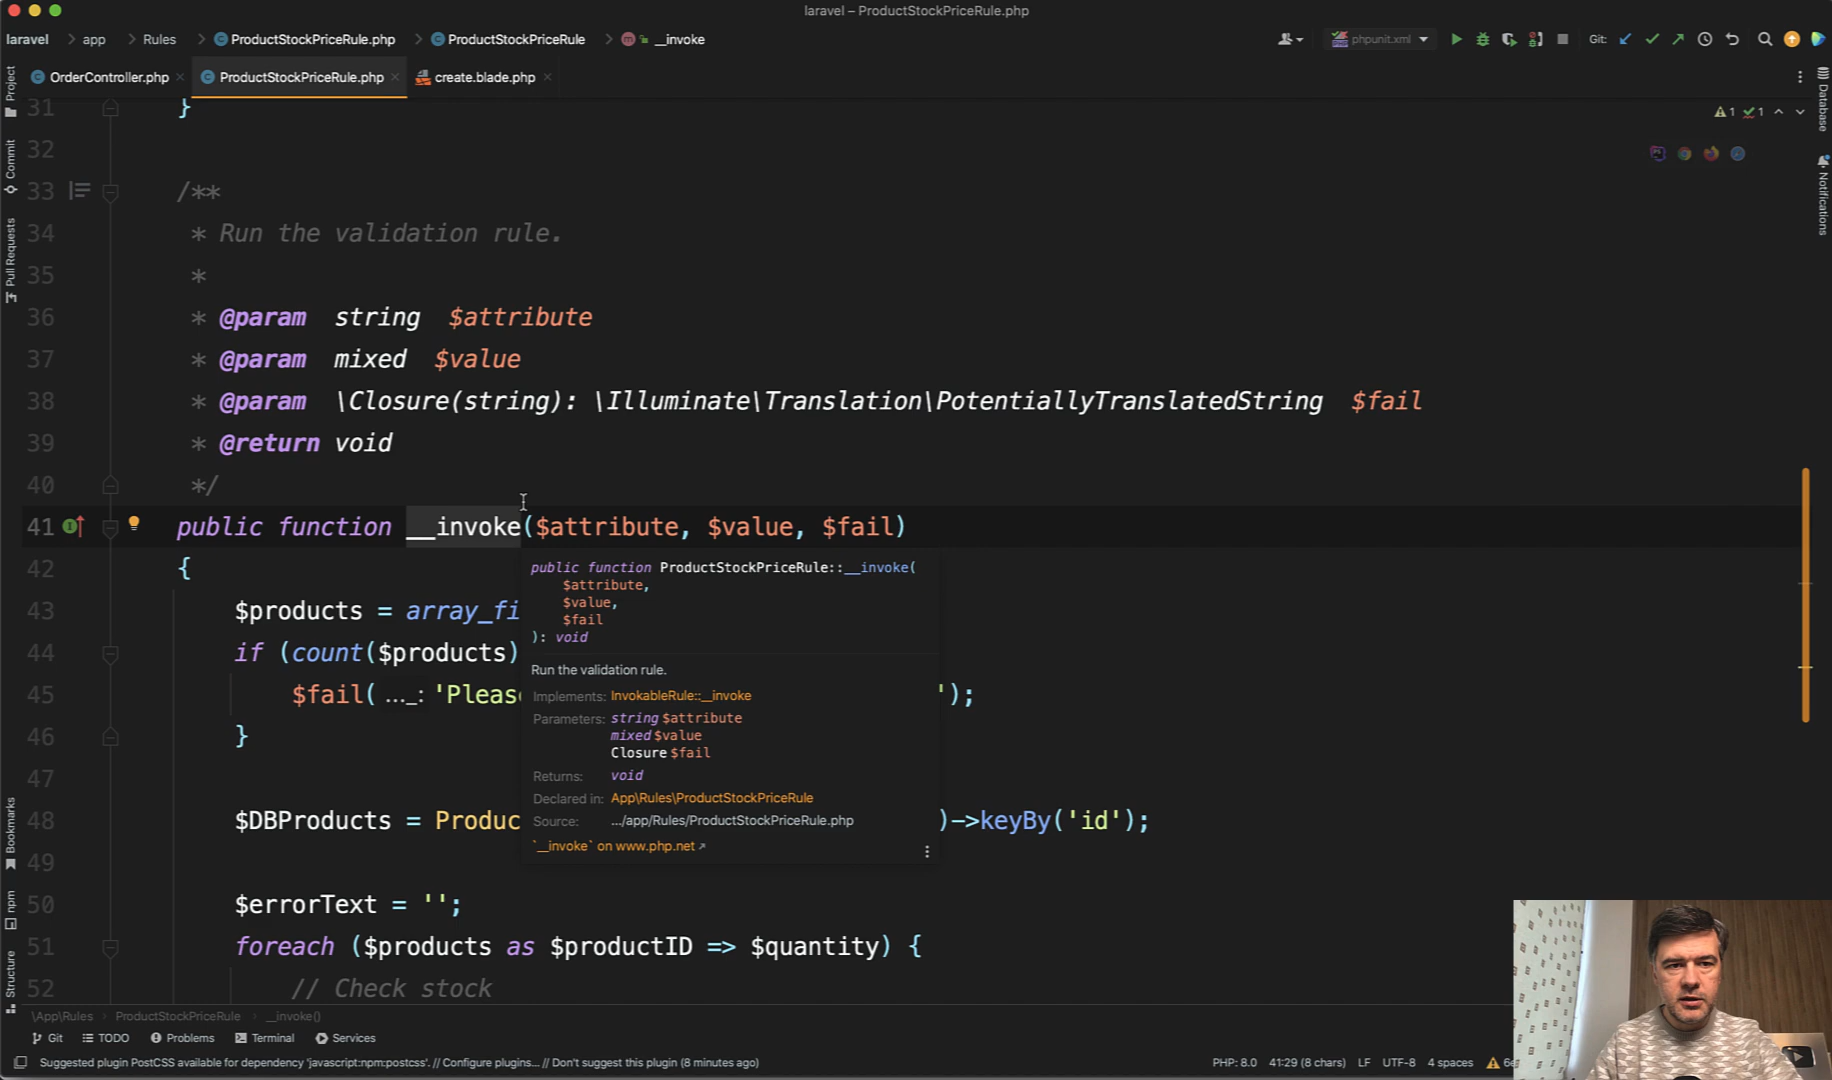 laravel – ProductStockPriceRule.php
laravel app Rules ProductStockPriceRule.php ProductStockPriceRule __invoke
phpunit.xml Git:
OrderController.php ProductStockPriceRule.php create.blade.php
Project
Commit
Pull Requests
Bookmarks
npm
Structure
Database
Notifications
1 1
31 }
32
33 /**
34 * Run the validation rule.
35 *
36 * @param string $attribute
37 * @param mixed $value
38 * @param \Closure(string): \Illuminate\Translation\PotentiallyTranslatedString $fail
39 * @return void
40 */
41 public function __invoke($attribute, $value, $fail)
42 {
43 $products = array_fi
44 if (count($products)
45 $fail( ..._: 'Please ');
46 }
47
48 $DBProducts = Produc )->keyBy('id');
49
50 $errorText = '';
51 foreach ($products as $productID => $quantity) {
52 // Check stock
public function ProductStockPriceRule::__invoke(
$attribute,
$value,
$fail
): void
Run the validation rule.
Implements: InvokableRule::__invoke
Parameters: string $attribute
mixed $value
Closure $fail
Returns: void
Declared in: App\Rules\ProductStockPriceRule
Source: .../app/Rules/ProductStockPriceRule.php
`__invoke` on www.php.net ↗
\App\Rules ProductStockPriceRule __invoke()
Git TODO Problems Terminal Services
Suggested plugin PostCSS available for dependency 'javascript:npm:postcss'. // Configure plugins... // Don't suggest this plugin (8 minutes ago) PHP: 8.0 41:29 (8 chars) LF UTF-8 4 spaces